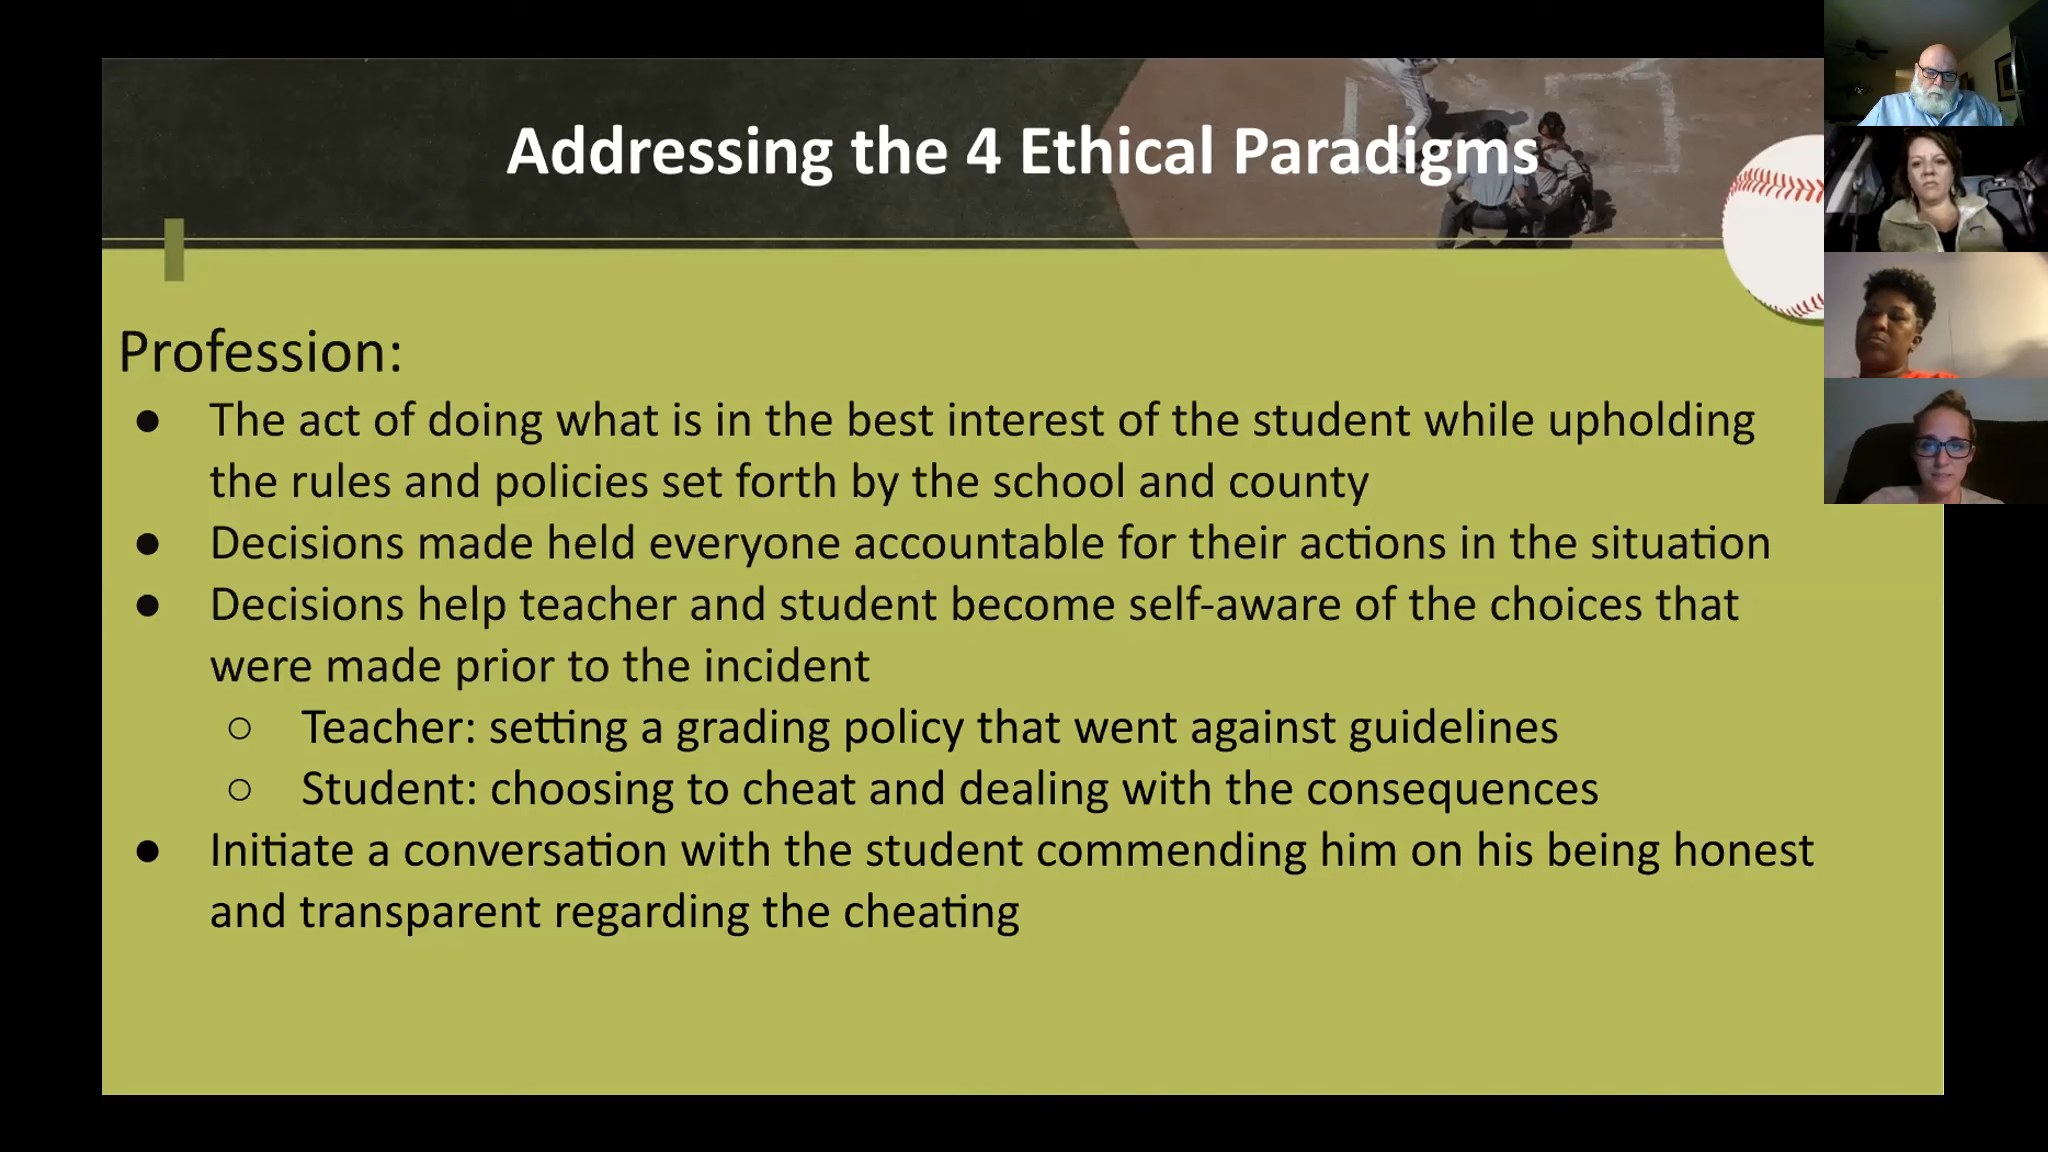 Addressing the 4 Ethical Paradigms
Profession:
● The act of doing what is in the best interest of the student while upholding
the rules and policies set forth by the school and county
● Decisions made held everyone accountable for their actions in the situation
● Decisions help teacher and student become self-aware of the choices that
were made prior to the incident
○ Teacher: setting a grading policy that went against guidelines
○ Student: choosing to cheat and dealing with the consequences
● Initiate a conversation with the student commending him on his being honest
and transparent regarding the cheating